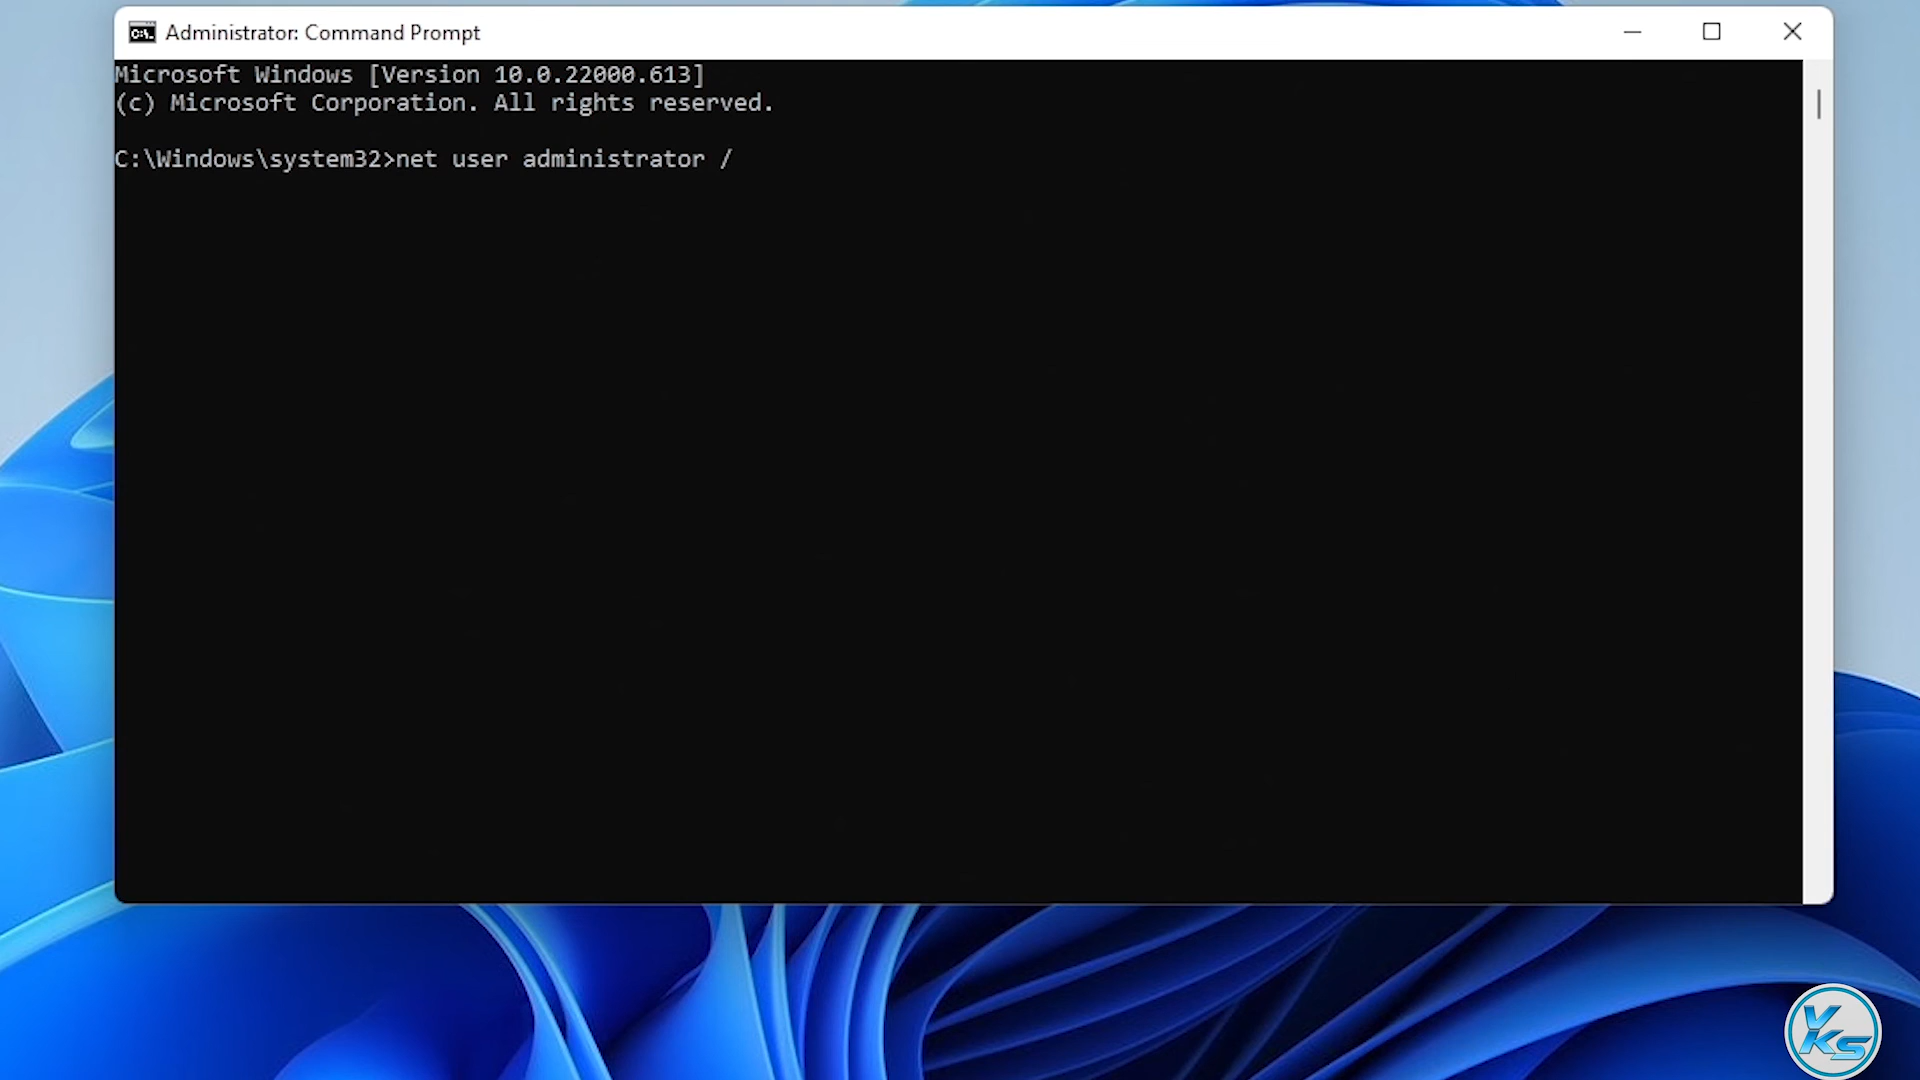 Administrator: Command Prompt
Microsoft Windows [Version 10.0.22000.613]
(c) Microsoft Corporation. All rights reserved.
C:\Windows\system32>net user administrator /
VKS